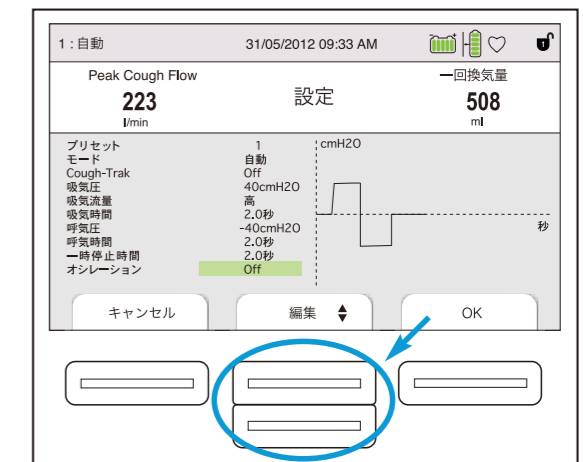 1 : 自動 31/05/2012 09:33 AM
Peak Cough Flow
223
l/min
設定
一回換気量
508
ml
プリセット 1
モード 自動
Cough-Trak Off
吸気圧 40cmH2O
吸気流量 高
吸気時間 2.0秒
呼気圧 -40cmH2O
呼気時間 2.0秒
一時停止時間 2.0秒
オシレーション Off
cmH2O
秒
キャンセル 編集 OK